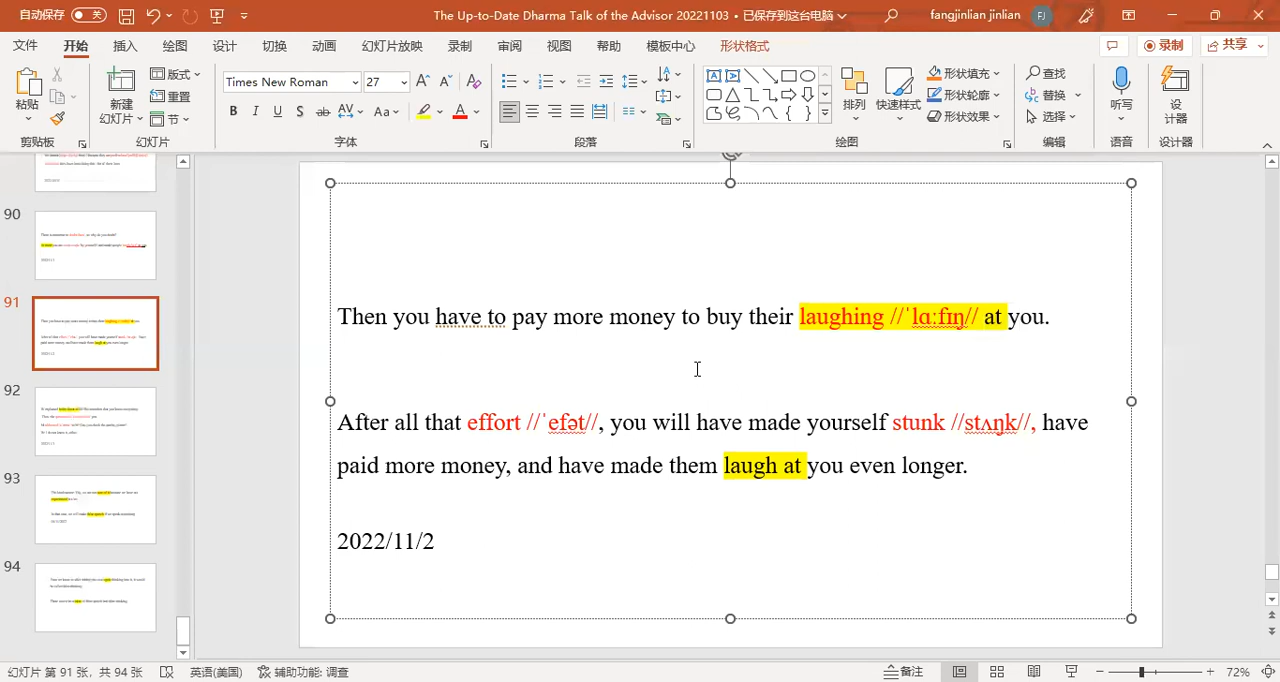 自动保存 关 The Up-to-Date Dharma Talk of the Advisor 20221103 • 已保存到这台电脑 fangjinlian jinlian FJ
文件 开始 插入 绘图 设计 切换 动画 幻灯片放映 录制 审阅 视图 帮助 模板中心 形状格式 录制 共享
粘贴 新建 幻灯片 版式 重置 节 Times New Roman 27 排列 快速样式 形状填充 形状轮廓 形状效果 查找 替换 选择 听写 设计器
剪贴板 幻灯片 字体 段落 绘图 编辑 语音 设计器
90
91
92
93
94
Then you have to pay more money to buy their laughing //ˈlɑːfɪŋ// at you.
After all that effort //ˈefət//, you will have made yourself stunk //stʌŋk//, have
paid more money, and have made them laugh at you even longer.
2022/11/2
幻灯片 第 91 张，共 94 张 英语(美国) 辅助功能: 调查 备注 72%